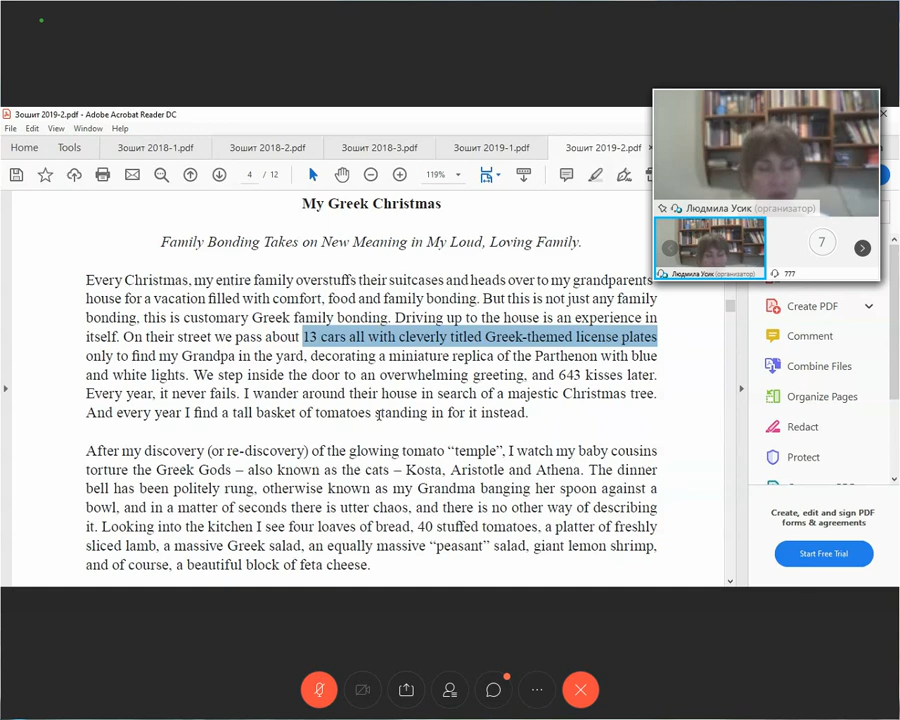 Зошит 2019-2.pdf - Adobe Acrobat Reader DC
File Edit View Window Help
Home Tools Зошит 2018-1.pdf Зошит 2018-2.pdf Зошит 2018-3.pdf Зошит 2019-1.pdf Зошит 2019-2.pdf
4 / 12 119%
Людмила Усик (организатор)
Людмила Усик (организатор) 7 777
My Greek Christmas
Family Bonding Takes on New Meaning in My Loud, Loving Family.
Every Christmas, my entire family overstuffs their suitcases and heads over to my grandparents
house for a vacation filled with comfort, food and family bonding. But this is not just any family
bonding, this is customary Greek family bonding. Driving up to the house is an experience in
itself. On their street we pass about 13 cars all with cleverly titled Greek-themed license plates
only to find my Grandpa in the yard, decorating a miniature replica of the Parthenon with blue
and white lights. We step inside the door to an overwhelming greeting, and 643 kisses later.
Every year, it never fails. I wander around their house in search of a majestic Christmas tree.
And every year I find a tall basket of tomatoes standing in for it instead.
After my discovery (or re-discovery) of the glowing tomato “temple”, I watch my baby cousins
torture the Greek Gods – also known as the cats – Kosta, Aristotle and Athena. The dinner
bell has been politely rung, otherwise known as my Grandma banging her spoon against a
bowl, and in a matter of seconds there is utter chaos, and there is no other way of describing
it. Looking into the kitchen I see four loaves of bread, 40 stuffed tomatoes, a platter of freshly
sliced lamb, a massive Greek salad, an equally massive “peasant” salad, giant lemon shrimp,
and of course, a beautiful block of feta cheese.
Create PDF
Comment
Combine Files
Organize Pages
Redact
Protect
Create, edit and sign PDF
forms & agreements
Start Free Trial